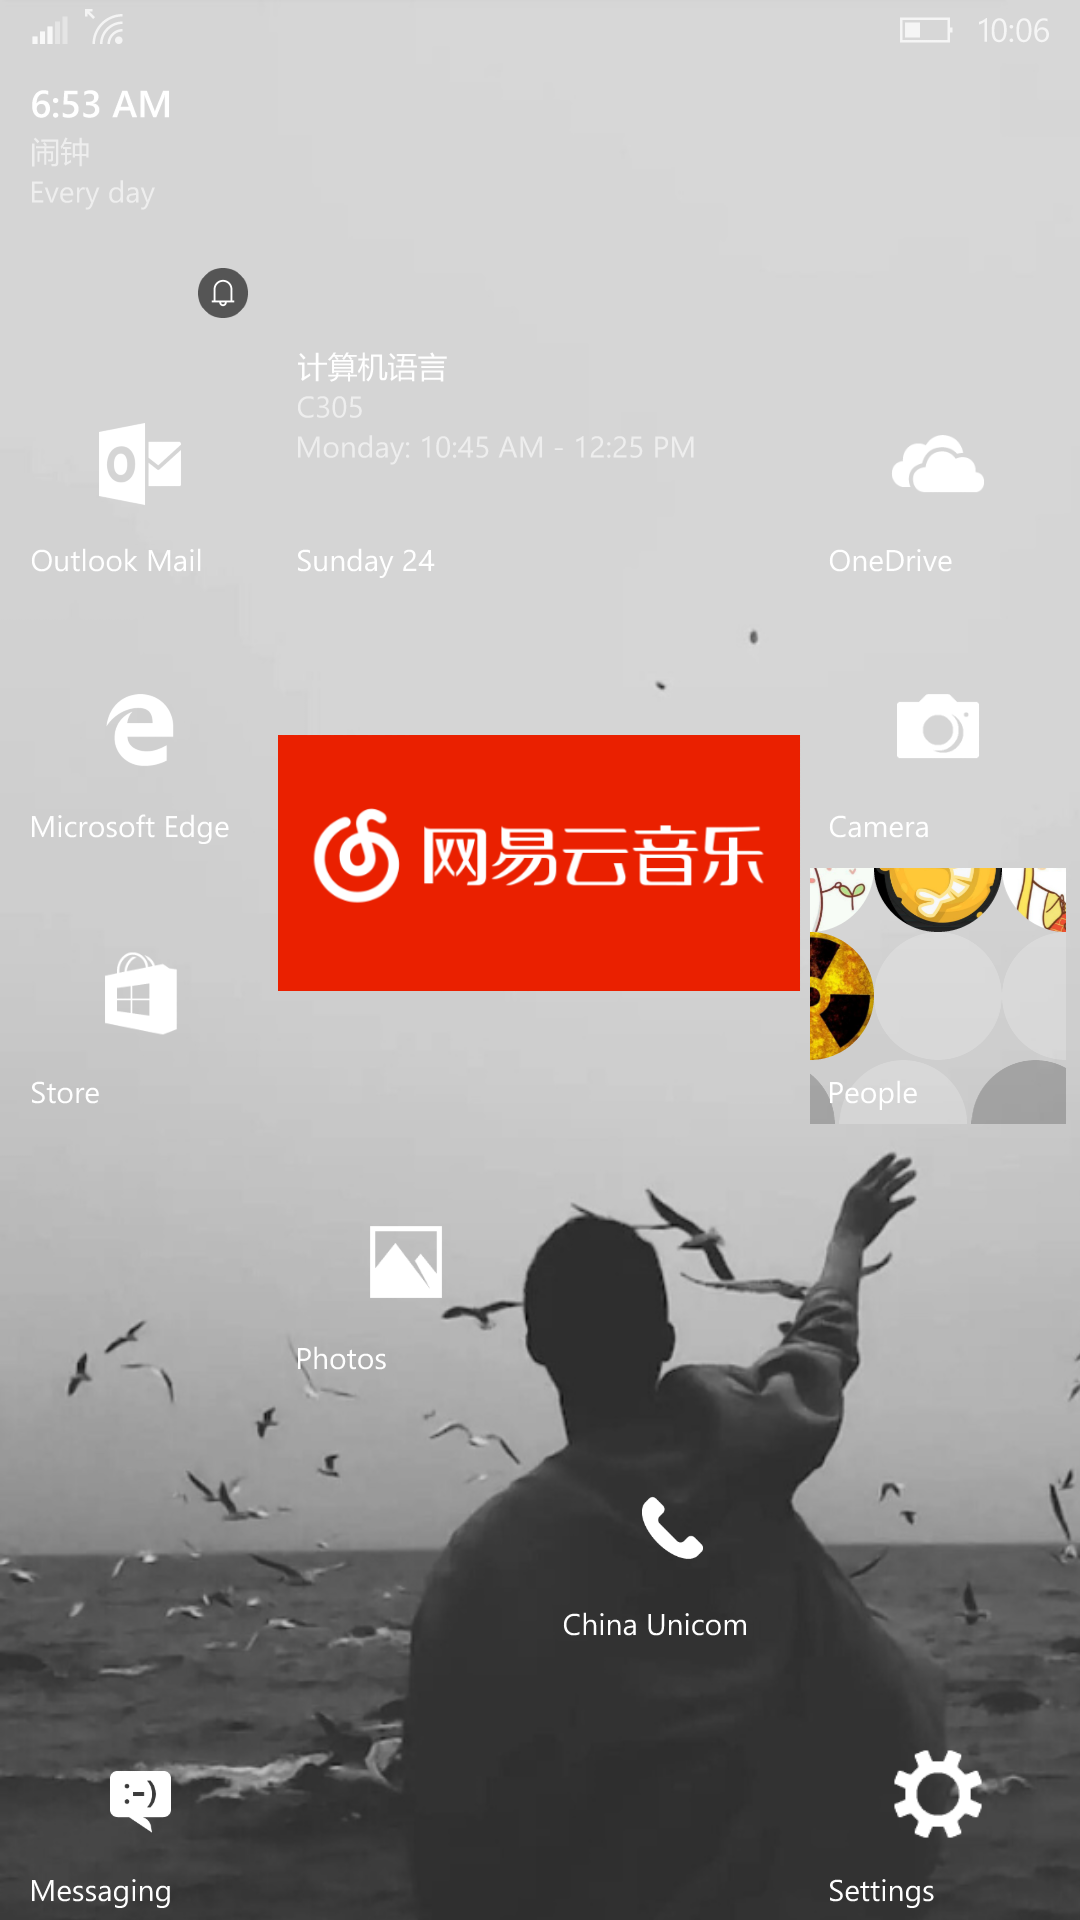 10:06
6:53 AM
闹钟
Every day
计算机语言
C305
Monday: 10:45 AM - 12:25 PM
Outlook Mail
Sunday 24
OneDrive
Microsoft Edge
网易云音乐
Camera
Store
People
Photos
China Unicom
:-)
Messaging
Settings